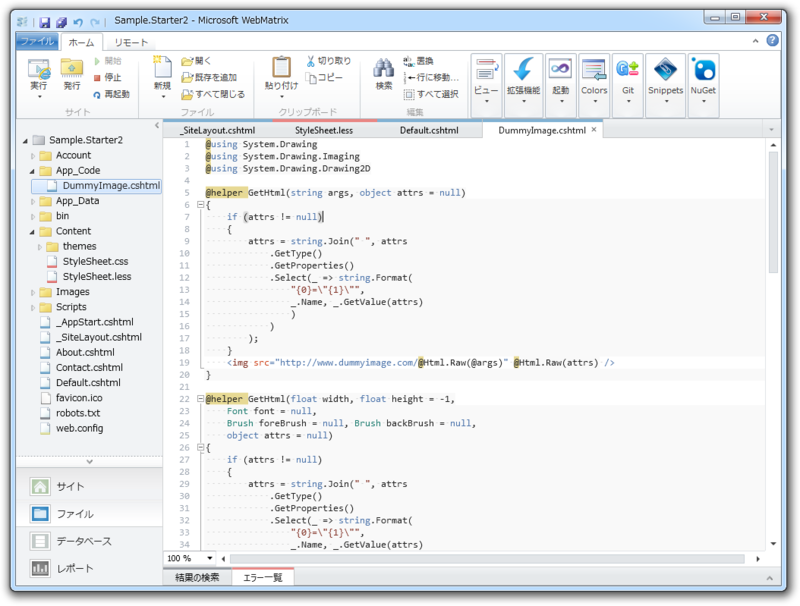 Sample.Starter2 - Microsoft WebMatrix
ファイル ホーム リモート
実行 発行 開始 停止 再起動
サイト
新規 開く 既存を追加 すべて閉じる
ファイル
貼り付け 切り取り コピー
クリップボード
検索 置換 行に移動... すべて選択
編集
ビュー 拡張機能 起動 Colors Git Snippets NuGet
Sample.Starter2
Account
App_Code
DummyImage.cshtml
App_Data
bin
Content
themes
StyleSheet.css
StyleSheet.less
Images
Scripts
_AppStart.cshtml
_SiteLayout.cshtml
About.cshtml
Contact.cshtml
Default.cshtml
favicon.ico
robots.txt
web.config
サイト
ファイル
データベース
レポート
_SiteLayout.cshtml StyleSheet.less Default.cshtml DummyImage.cshtml ×
1 @using System.Drawing
2 @using System.Drawing.Imaging
3 @using System.Drawing.Drawing2D
4
5 @helper GetHtml(string args, object attrs = null)
6 {
7 if (attrs != null)
8 {
9 attrs = string.Join(" ", attrs
10 .GetType()
11 .GetProperties()
12 .Select(_ => string.Format(
13 "{0}=\"{1}\"",
14 _.Name, _.GetValue(attrs)
15 )
16 )
17 );
18 }
19 <img src="http://www.dummyimage.com/@Html.Raw(@args)" @Html.Raw(attrs) />
20 }
21
22 @helper GetHtml(float width, float height = -1,
23 Font font = null,
24 Brush foreBrush = null, Brush backBrush = null,
25 object attrs = null)
26 {
27 if (attrs != null)
28 {
29 attrs = string.Join(" ", attrs
30 .GetType()
31 .GetProperties()
32 .Select(_ => string.Format(
33 "{0}=\"{1}\"",
34 _.Name, _.GetValue(attrs)
100 %
結果の検索 エラー一覧